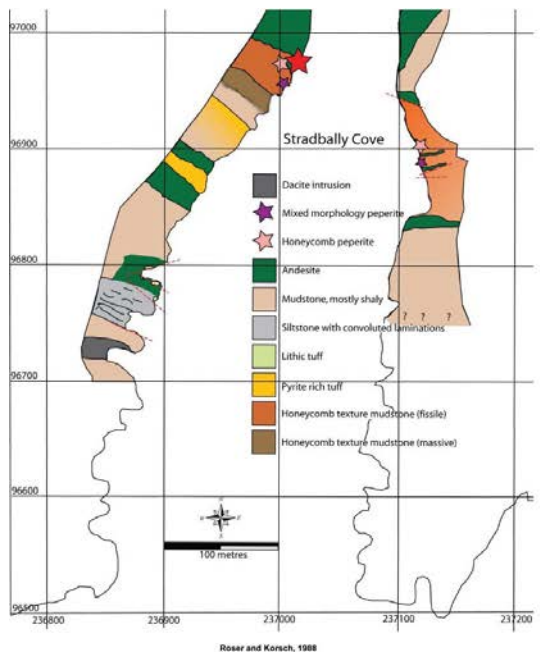 97000
96900
Stradbally Cove
Dacite intrusion
Mixed morphology peperite
Honeycomb peperite
Andesite
96800
Mudstone, mostly shaly
Siltstone with convoluted laminations
? ? ?
Lithic tuff
Pyrite rich tuff
96700
Honeycomb texture mudstone (fissile)
Honeycomb texture mudstone (massive)
96600
100 metres
96500
236800
236900
237000
237100
237200
Roser and Korsch, 1988